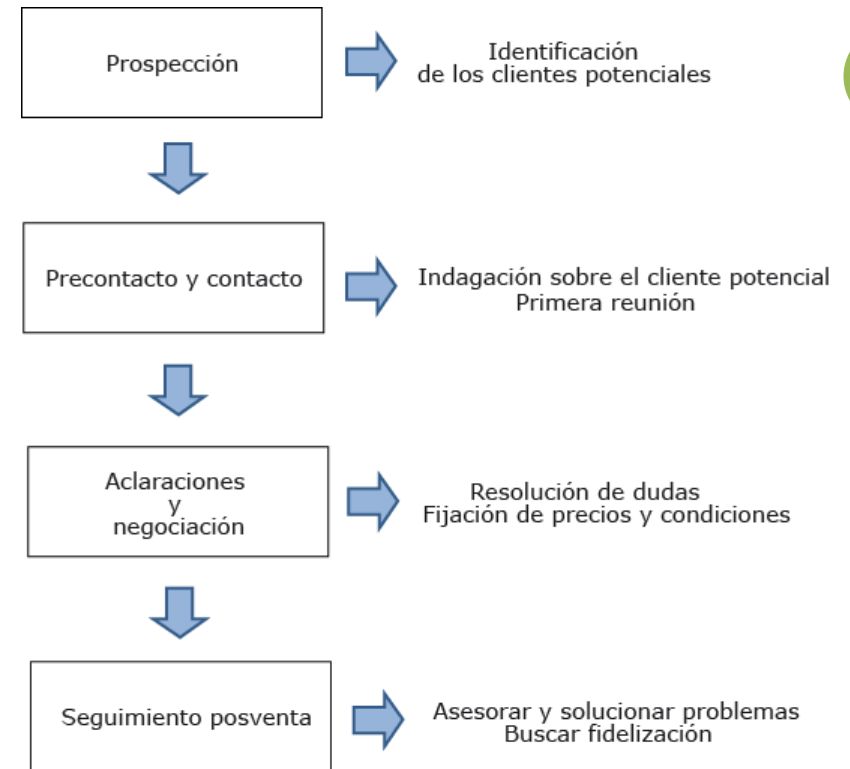 Prospección
Identificación
de los clientes potenciales
Precontacto y contacto
Indagación sobre el cliente potencial
Primera reunión
Aclaraciones
y
negociación
Resolución de dudas
Fijación de precios y condiciones
Seguimiento posventa
Asesorar y solucionar problemas
Buscar fidelización